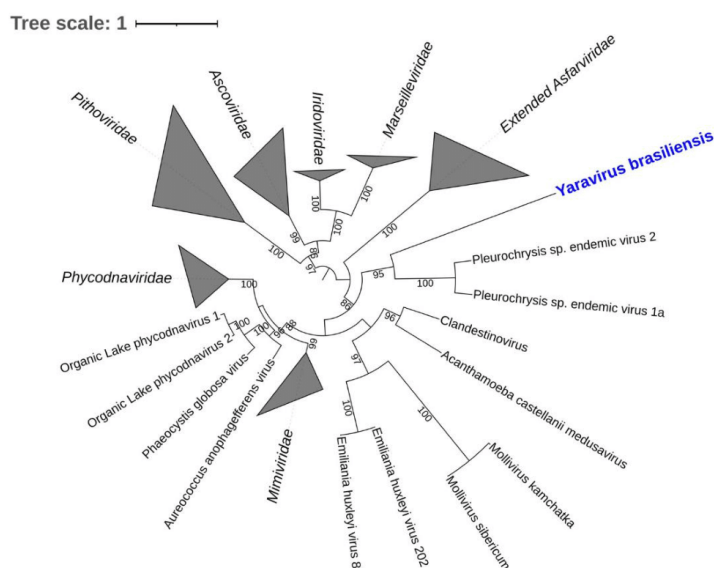 Tree scale: 1
Pithoviridae
Ascoviridae
Iridoviridae
Marseilleviridae
Extended Asfarviridae
Yaravirus brasiliensis
Pleurochrysis sp. endemic virus 2
Pleurochrysis sp. endemic virus 1a
Clandestinovirus
Acanthamoeba castellanii medusavirus
Mollivirus kamchatka
Mollivirus sibericum
Emiliania huxleyi virus 202
Emiliania huxleyi virus 8
Mimiviridae
Aureococcus anophagefferens virus
Phaeocystis globosa virus
Organic Lake phycodnavirus 2
Organic Lake phycodnavirus 1
Phycodnaviridae
100
99
86
97
100
100
100
100
95
100
96
97
100
100
99
100
100
100